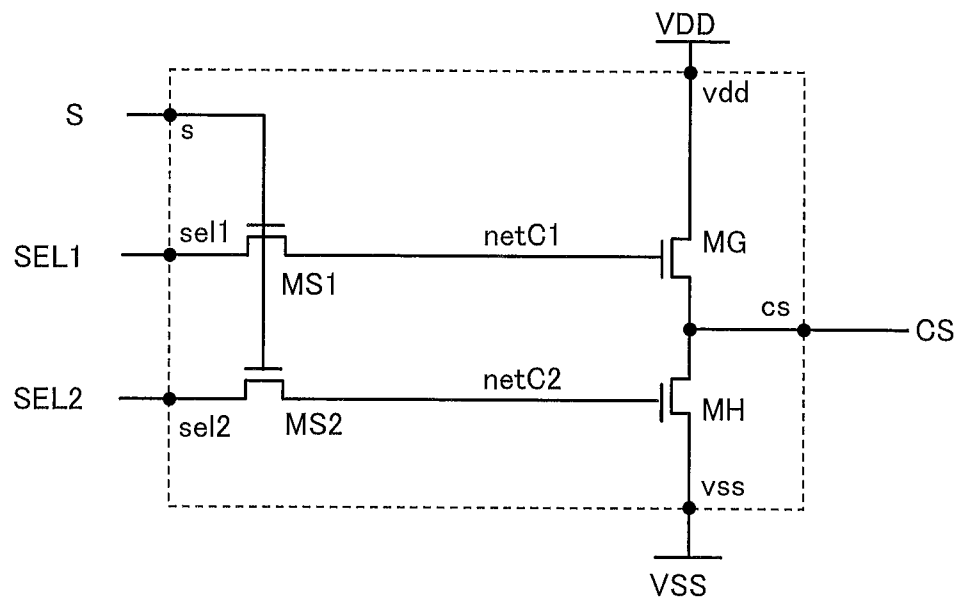 VDD
vdd
S
s
sel1
SEL1
netC1
MG
MS1
cs
CS
netC2
SEL2
MH
sel2
MS2
vss
VSS